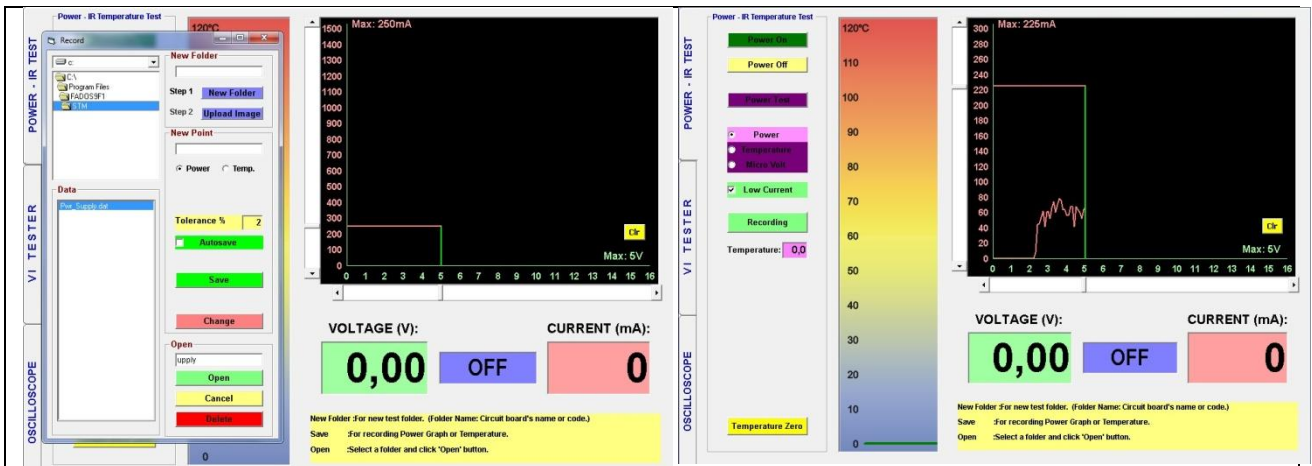 Power - IR Temperature Test
POWER - IR TEST
VI TESTER
OSCILLOSCOPE
120°C
0
Record
c:
C:\
Program Files
FADOS9F1
STM
New Folder
Step 1 New Folder
Step 2 Upload Image
New Point
Power Temp.
Data
Pwr_Supply.dat
Tolerance % 2
Autosave
Save
Change
Open
upply
Open
Cancel
Delete
Max: 250mA
1500
1400
1300
1200
1100
1000
900
800
700
600
500
400
300
200
100
0
Clr
Max: 5V
0 1 2 3 4 5 6 7 8 9 10 11 12 13 14 15 16
VOLTAGE (V): CURRENT (mA):
0,00 OFF 0
New Folder :For new test folder. (Folder Name: Circuit board's name or code.)
Save :For recording Power Graph or Temperature.
Open :Select a folder and click 'Open' button.
Power - IR Temperature Test
POWER - IR TEST
VI TESTER
OSCILLOSCOPE
Power On
Power Off
Power Test
Power
Temperature
Micro Volt
Low Current
Recording
Temperature: 0,0
Temperature Zero
120°C
110
100
90
80
70
60
50
40
30
20
10
0
Max: 225mA
300
280
260
240
220
200
180
160
140
120
100
80
60
40
20
0
Clr
Max: 5V
0 1 2 3 4 5 6 7 8 9 10 11 12 13 14 15 16
VOLTAGE (V): CURRENT (mA):
0,00 OFF 0
New Folder :For new test folder. (Folder Name: Circuit board's name or code.)
Save :For recording Power Graph or Temperature.
Open :Select a folder and click 'Open' button.